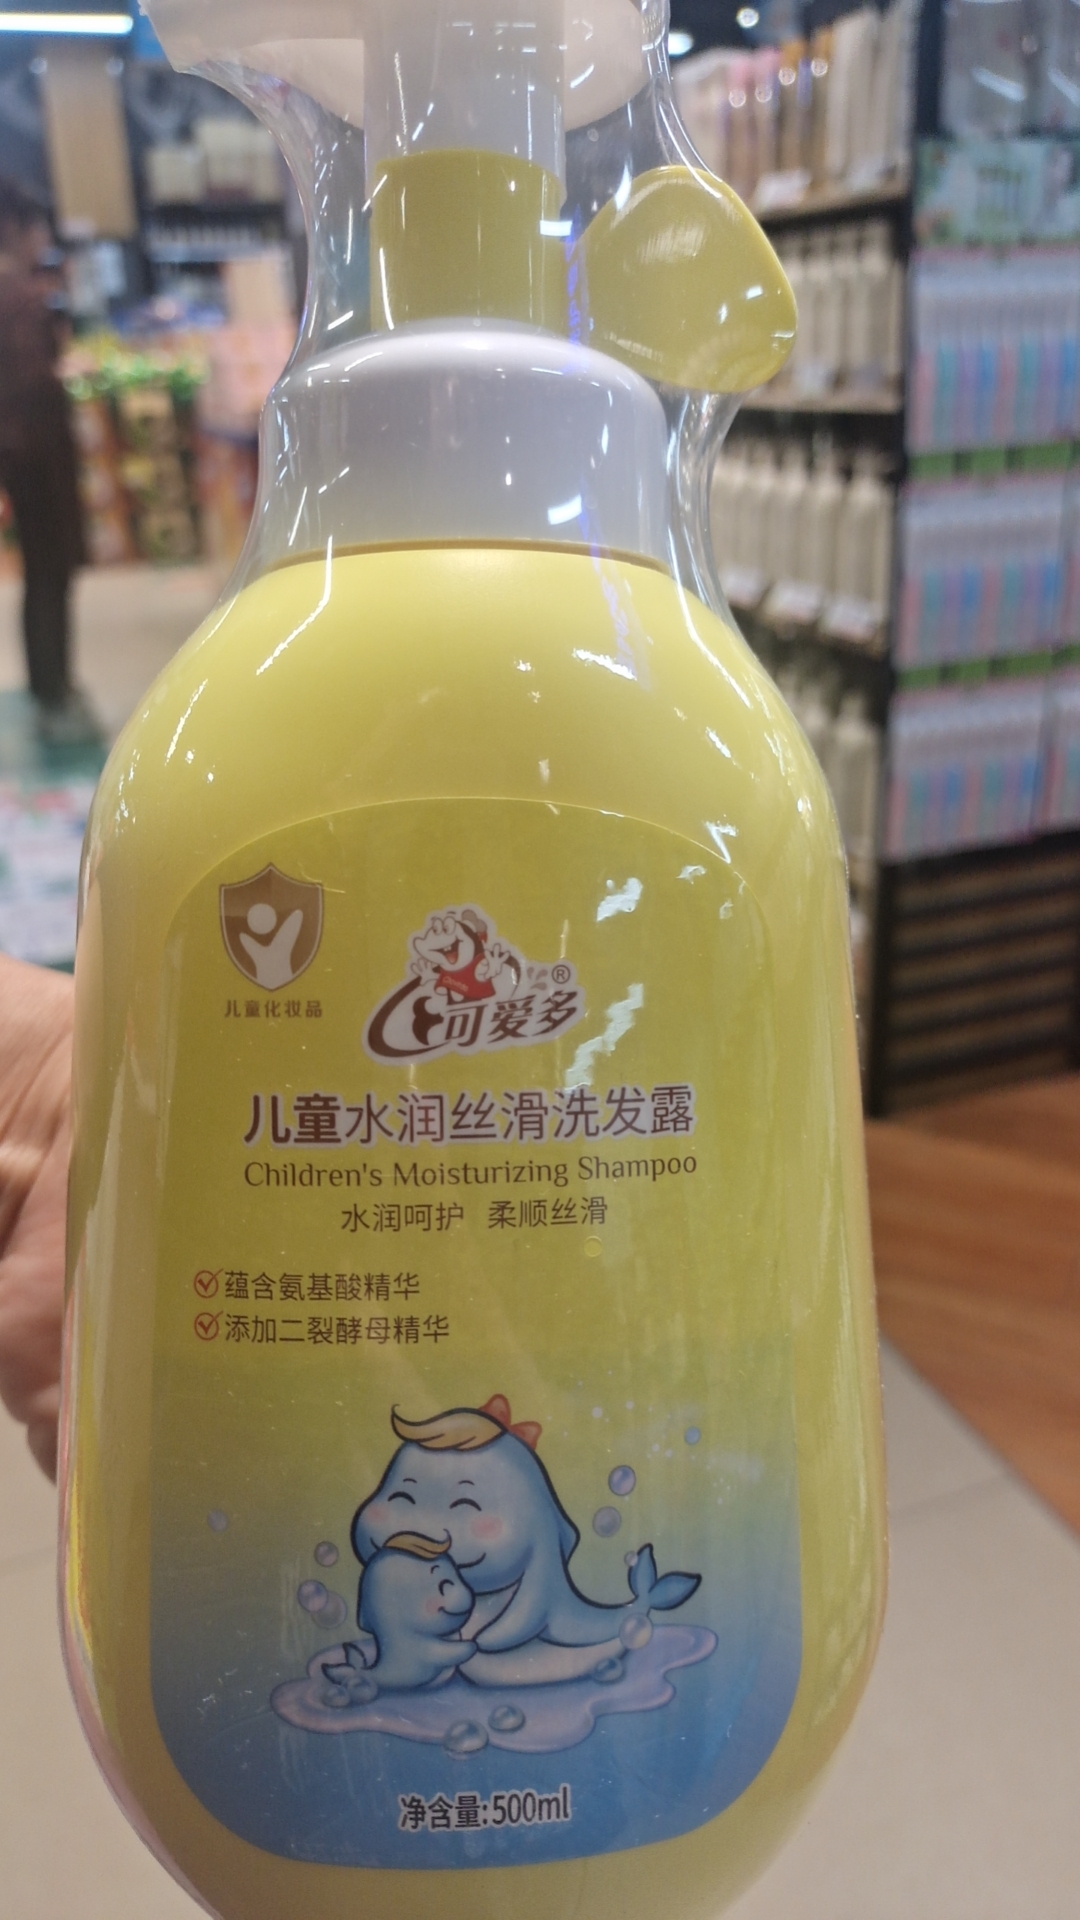 儿童化妆品
可爱多®
儿童水润丝滑洗发露
Children's Moisturizing Shampoo
水润呵护 柔顺丝滑
蕴含氨基酸精华
添加二裂酵母精华
净含量:500ml